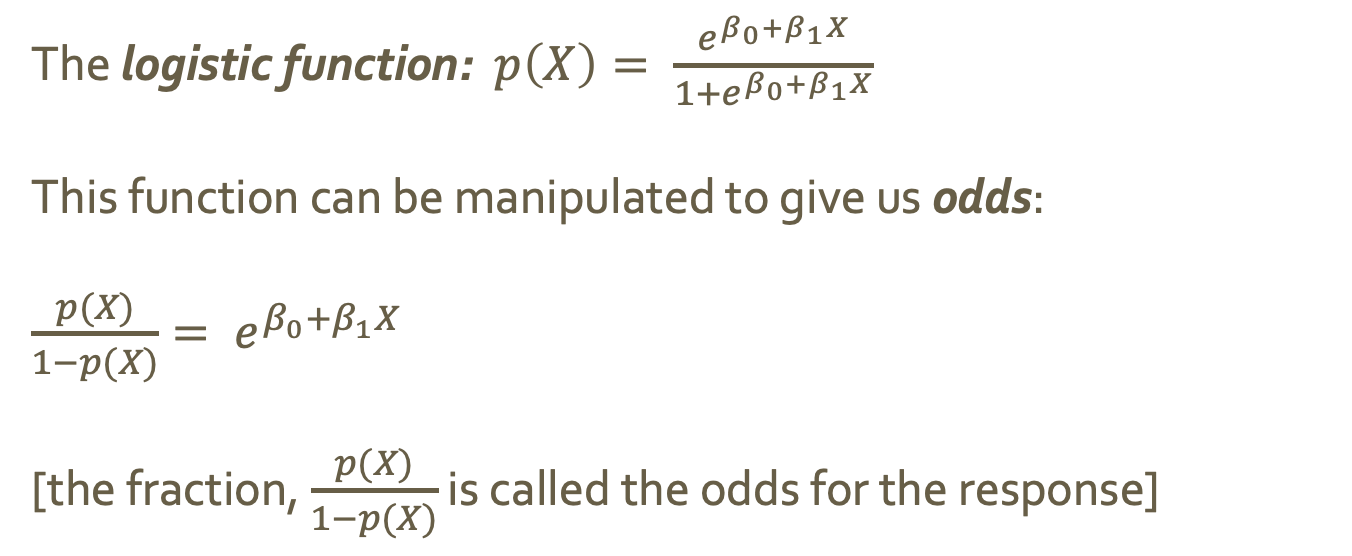 The logistic function: p(X) = e^{β₀+β₁X} / 1+e^{β₀+β₁X}
This function can be manipulated to give us odds:
p(X) / 1−p(X) = e^{β₀+β₁X}
[the fraction, p(X) / 1−p(X) is called the odds for the response]